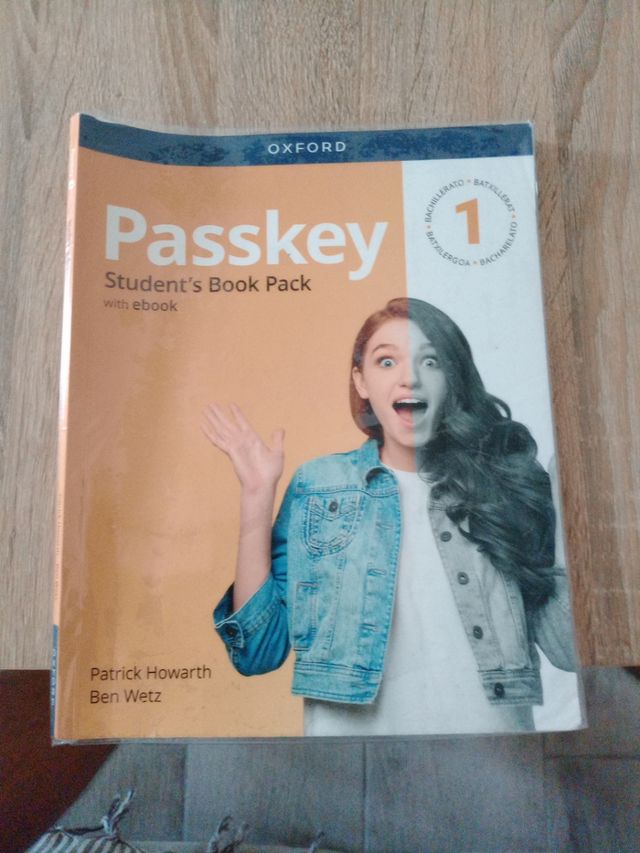 OXFORD
Passkey
Student's Book Pack
with ebook
BACHILLERATO • BATXILLERAT
1
BATXILERGOA • BACHARELATO
Patrick Howarth
Ben Wetz